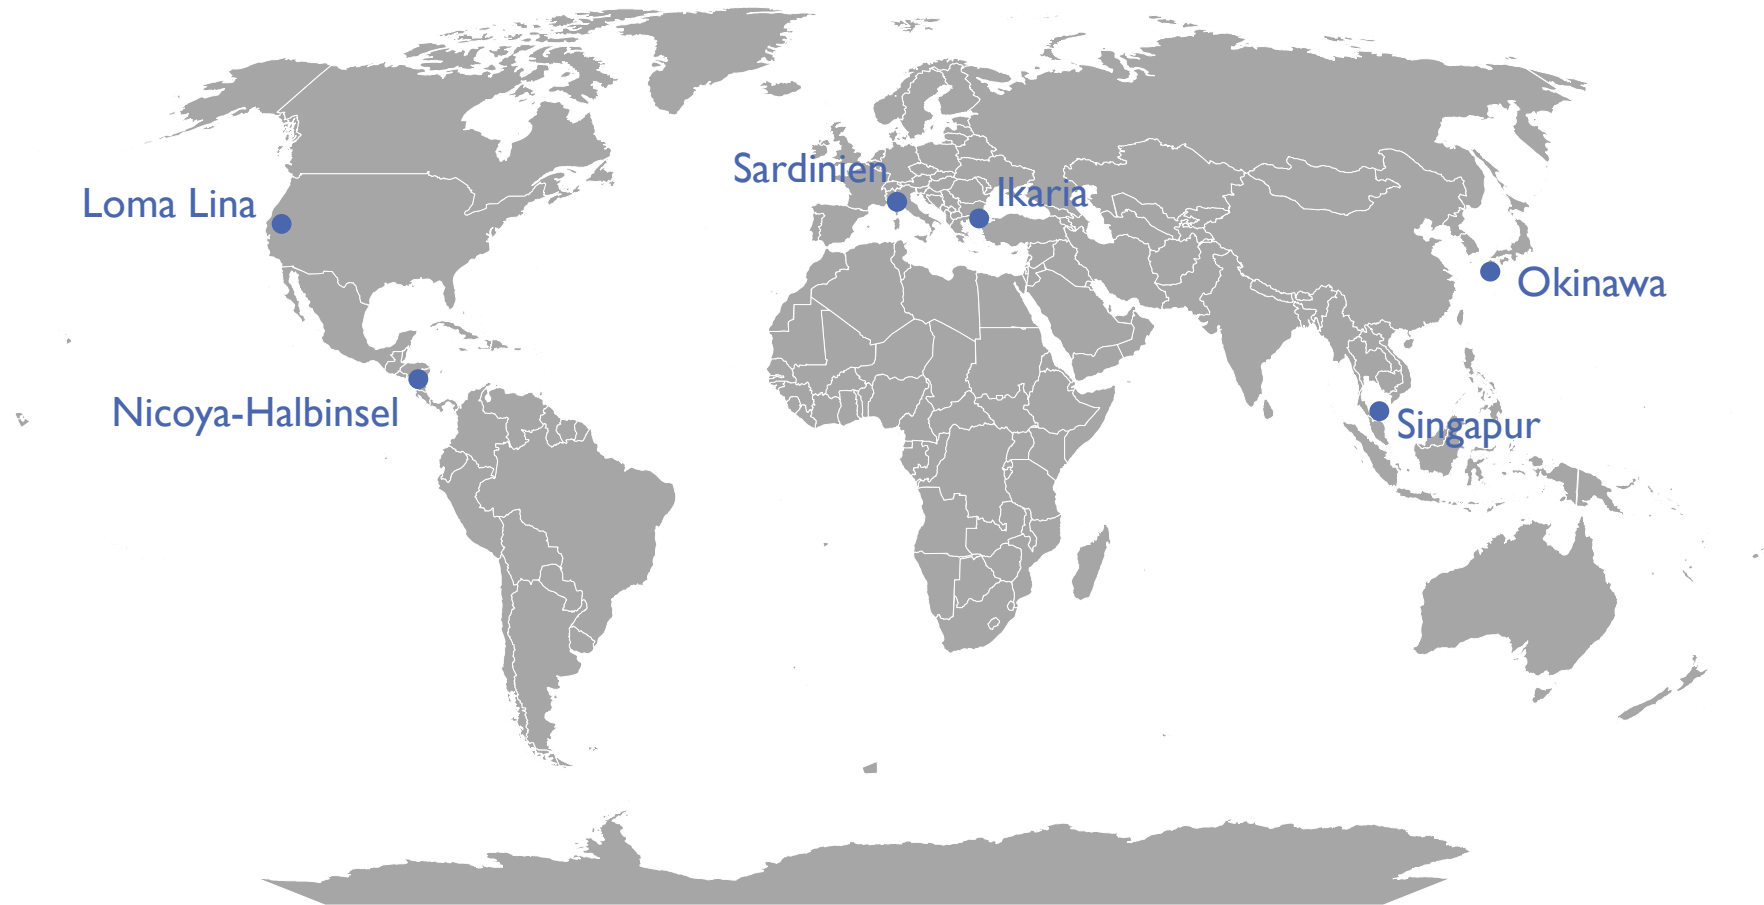 Sardinien
Ikaria
Loma Lina
Okinawa
Nicoya-Halbinsel
Singapur